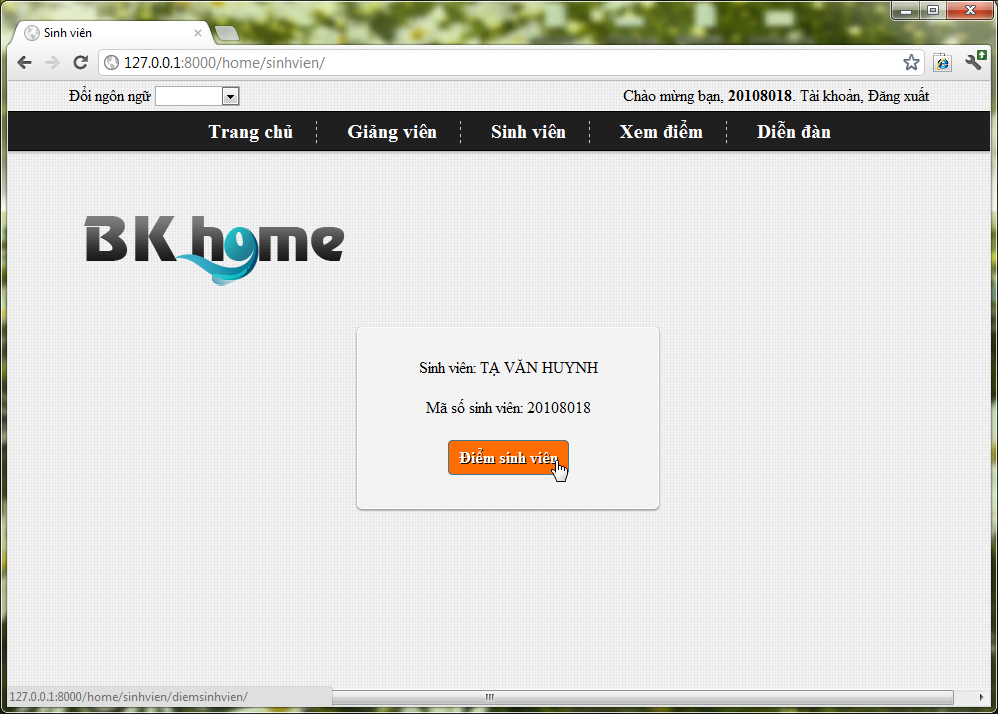 Sinh viên
127.0.0.1:8000/home/sinhvien/
Đổi ngôn ngữ
Chào mừng bạn, 20108018. Tài khoản, Đăng xuất
Trang chủ Giảng viên Sinh viên Xem điểm Diễn đàn
BK home
Sinh viên: TẠ VĂN HUYNH
Mã số sinh viên: 20108018
Điểm sinh viên
127.0.0.1:8000/home/sinhvien/diemsinhvien/